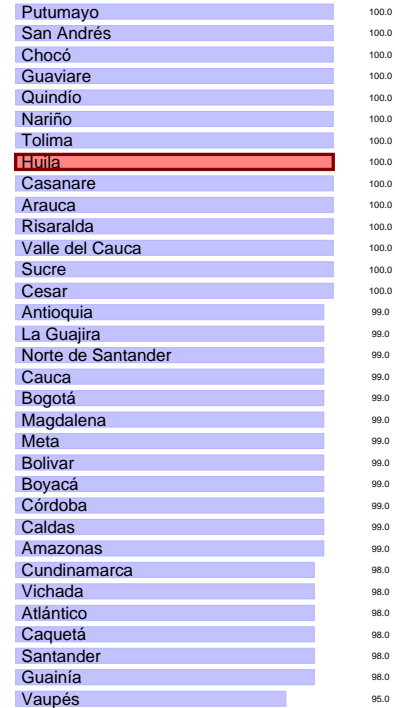 Putumayo 100.0
San Andrés 100.0
Chocó 100.0
Guaviare 100.0
Quindío 100.0
Nariño 100.0
Tolima 100.0
Huila 100.0
Casanare 100.0
Arauca 100.0
Risaralda 100.0
Valle del Cauca 100.0
Sucre 100.0
Cesar 100.0
Antioquia 99.0
La Guajira 99.0
Norte de Santander 99.0
Cauca 99.0
Bogotá 99.0
Magdalena 99.0
Meta 99.0
Bolivar 99.0
Boyacá 99.0
Córdoba 99.0
Caldas 99.0
Amazonas 99.0
Cundinamarca 98.0
Vichada 98.0
Atlántico 98.0
Caquetá 98.0
Santander 98.0
Guainía 98.0
Vaupés 95.0